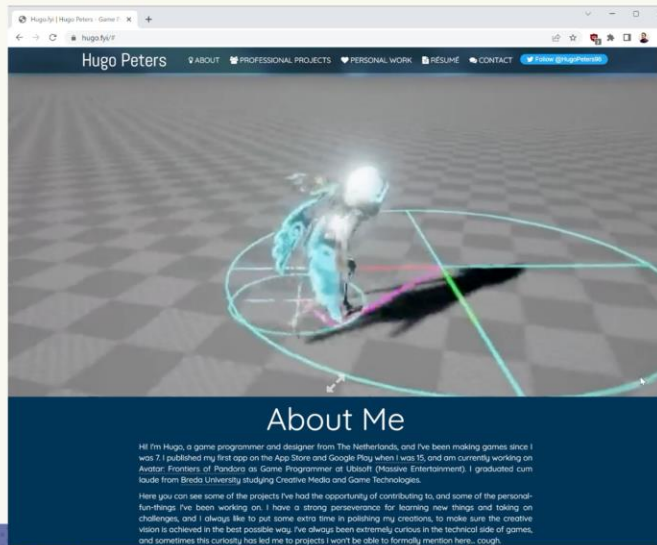 Hugo.fyi | Hugo Peters - Game P
hugo.fyi/#
Hugo Peters
ABOUT
PROFESSIONAL PROJECTS
PERSONAL WORK
RÉSUMÉ
CONTACT
Follow @HugoPeters96
About Me
Hi! I'm Hugo, a game programmer and designer from The Netherlands, and I've been making games since I
was 7. I published my first app on the App Store and Google Play when I was 15, and am currently working on
Avatar: Frontiers of Pandora as Game Programmer at Ubisoft (Massive Entertainment). I graduated cum
laude from Breda University studying Creative Media and Game Technologies.
Here you can see some of the projects I've had the opportunity of contributing to, and some of the personal-
fun-things I've been working on. I have a strong perseverance for learning new things and taking on
challenges, and I always like to put some extra time in polishing my creations, to make sure the creative
vision is achieved in the best possible way. I've always been extremely curious in the technical side of games,
and sometimes this curiosity has led me to projects I won't be able to formally mention here... cough.